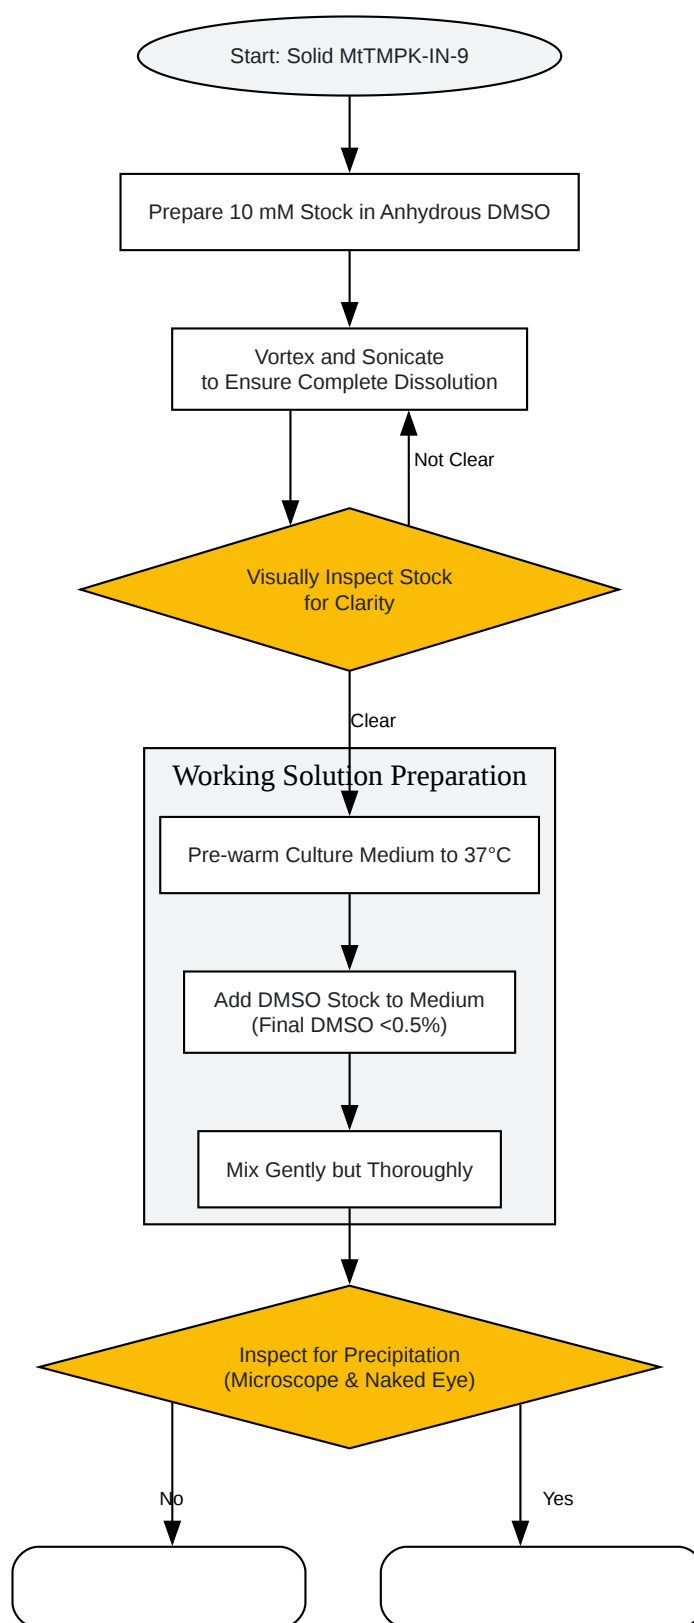 Start: Solid MtTMPK-IN-9
Prepare 10 mM Stock in Anhydrous DMSO
Vortex and Sonicate
to Ensure Complete Dissolution
Not Clear
Visually Inspect Stock
for Clarity
Clear
Working Solution Preparation
Pre-warm Culture Medium to 37°C
Add DMSO Stock to Medium
(Final DMSO <0.5%)
Mix Gently but Thoroughly
Inspect for Precipitation
(Microscope & Naked Eye)
No
Yes